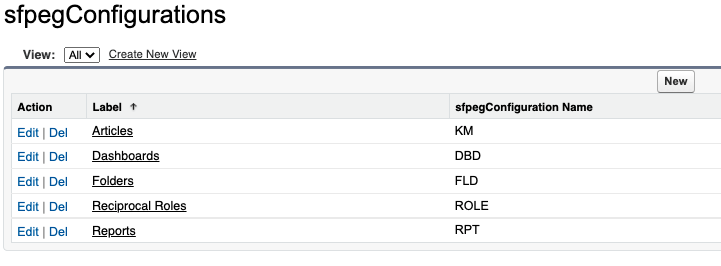 sfpegConfigurations
View: All Create New View
New
Action Label ↑ sfpegConfiguration Name
Edit | Del Articles KM
Edit | Del Dashboards DBD
Edit | Del Folders FLD
Edit | Del Reciprocal Roles ROLE
Edit | Del Reports RPT